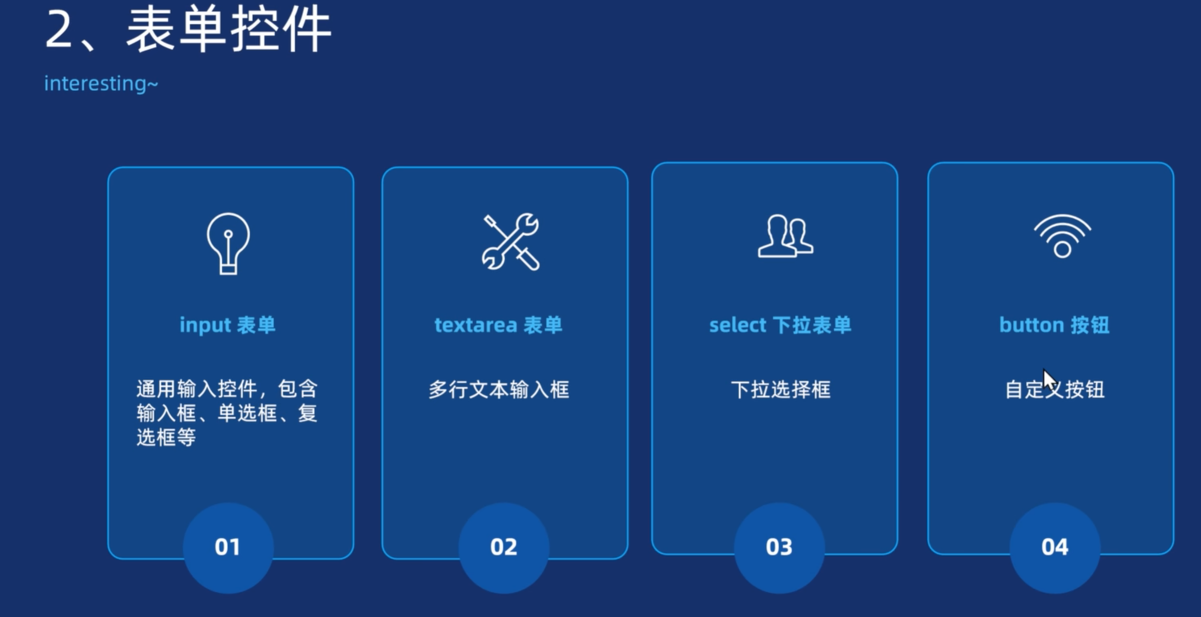 2、表单控件
interesting~
input 表单
通用输入控件，包含
输入框、单选框、复
选框等
01
textarea 表单
多行文本输入框
02
select 下拉表单
下拉选择框
03
button 按钮
自定义按钮
04